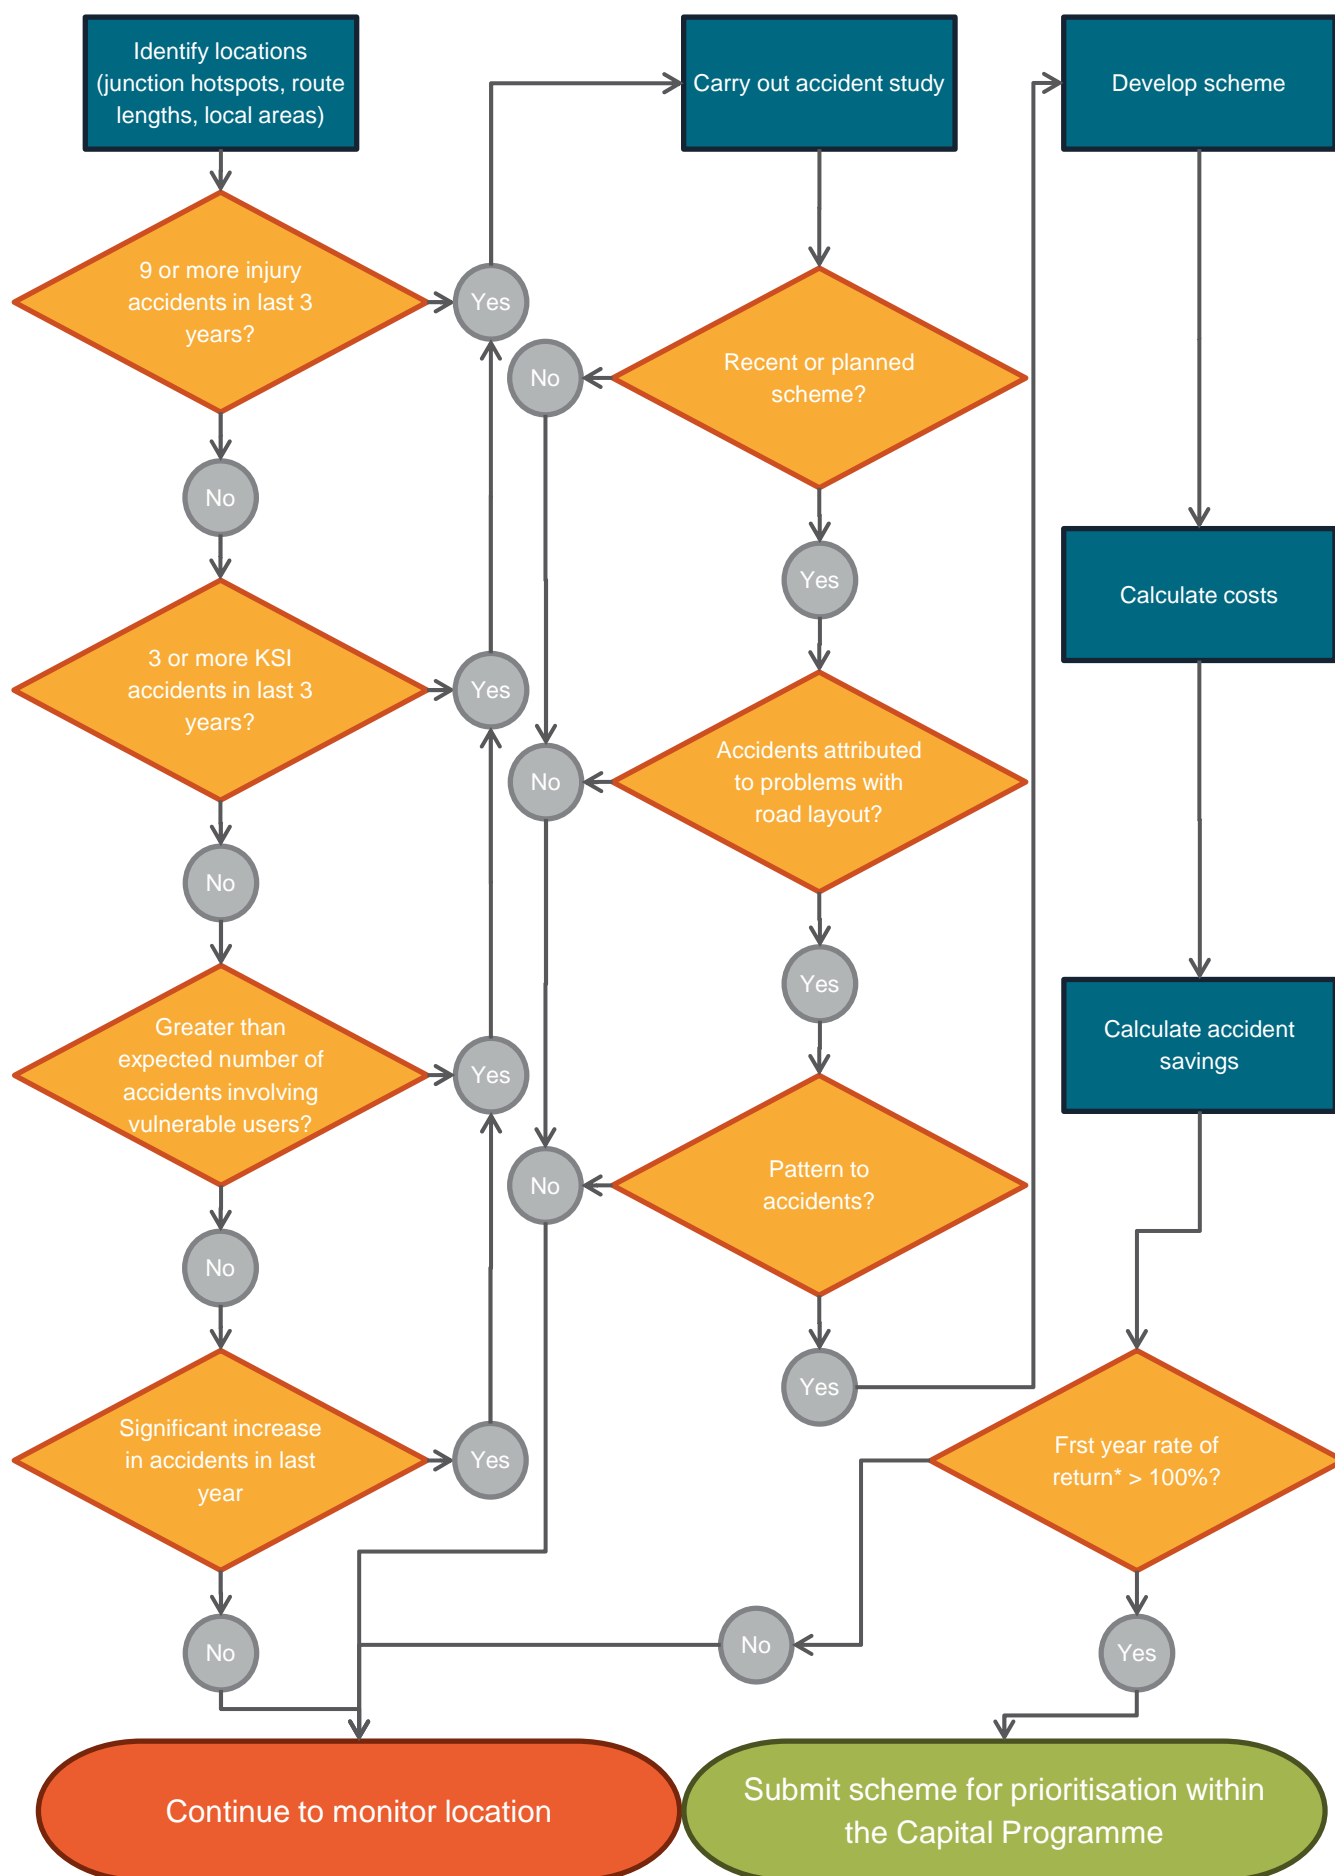 Identify locations
(junction hotspots, route
lengths, local areas)
9 or more injury
accidents in last 3
years?
Yes
No
3 or more KSI
accidents in last 3
years?
Yes
No
Greater than
expected number of
accidents involving
vulnerable users?
Yes
No
Significant increase
in accidents in last
year
Yes
No
Continue to monitor location
Carry out accident study
Recent or planned
scheme?
No
Yes
Accidents attributed
to problems with
road layout?
No
Yes
Pattern to
accidents?
No
Yes
Develop scheme
Calculate costs
Calculate accident
savings
Frst year rate of
return* > 100%?
No
Yes
Submit scheme for prioritisation within
the Capital Programme